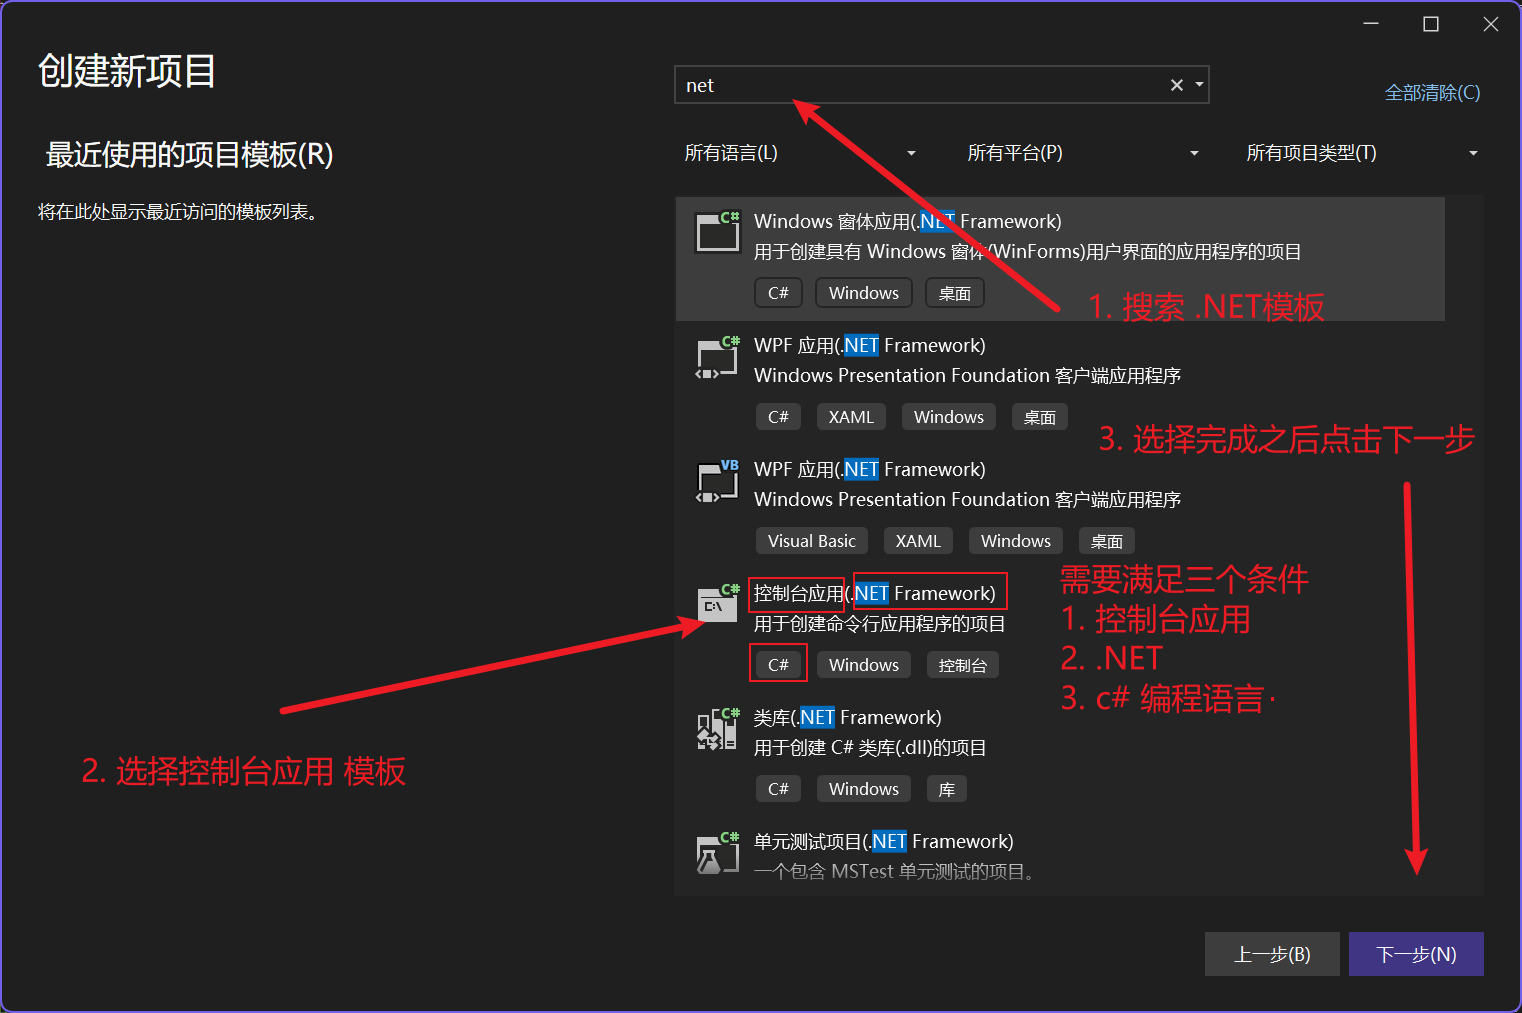 创建新项目
net
全部清除(C)
最近使用的项目模板(R)
所有语言(L)
所有平台(P)
所有项目类型(T)
将在此处显示最近访问的模板列表。
C#
Windows 窗体应用(.NET Framework)
用于创建具有 Windows 窗体(WinForms)用户界面的应用程序的项目
C#
Windows
桌面
1. 搜索 .NET模板
C#
WPF 应用(.NET Framework)
Windows Presentation Foundation 客户端应用程序
C#
XAML
Windows
桌面
3. 选择完成之后点击下一步
VB
WPF 应用(.NET Framework)
Windows Presentation Foundation 客户端应用程序
Visual Basic
XAML
Windows
桌面
C#
C:\
控制台应用(.NET Framework)
用于创建命令行应用程序的项目
C#
Windows
控制台
需要满足三个条件
1. 控制台应用
2. .NET
3. c# 编程语言·
2. 选择控制台应用 模板
C#
类库(.NET Framework)
用于创建 C# 类库(.dll)的项目
C#
Windows
库
C#
单元测试项目(.NET Framework)
一个包含 MSTest 单元测试的项目。
上一步(B)
下一步(N)